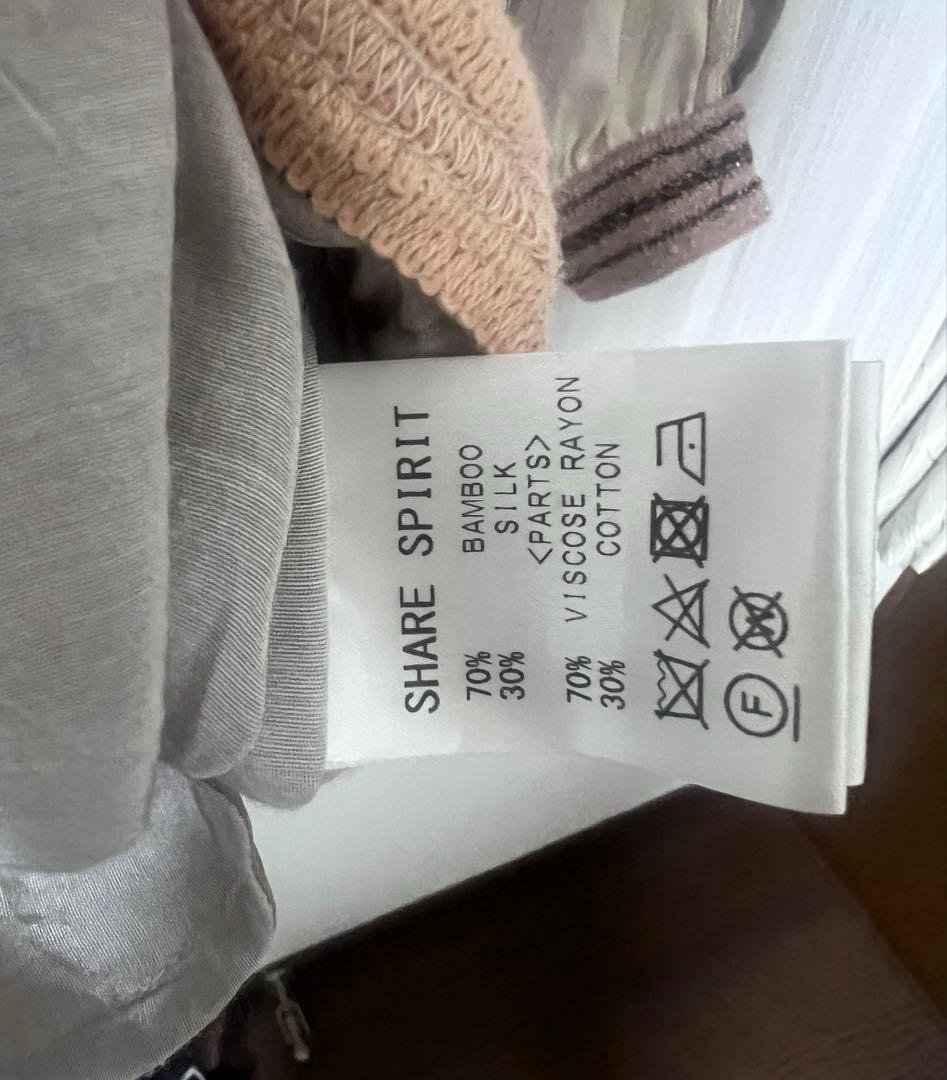 SHARE SPIRIT
70% BAMBOO
30% SILK
<PARTS>
70% VISCOSE RAYON
30% COTTON
F W